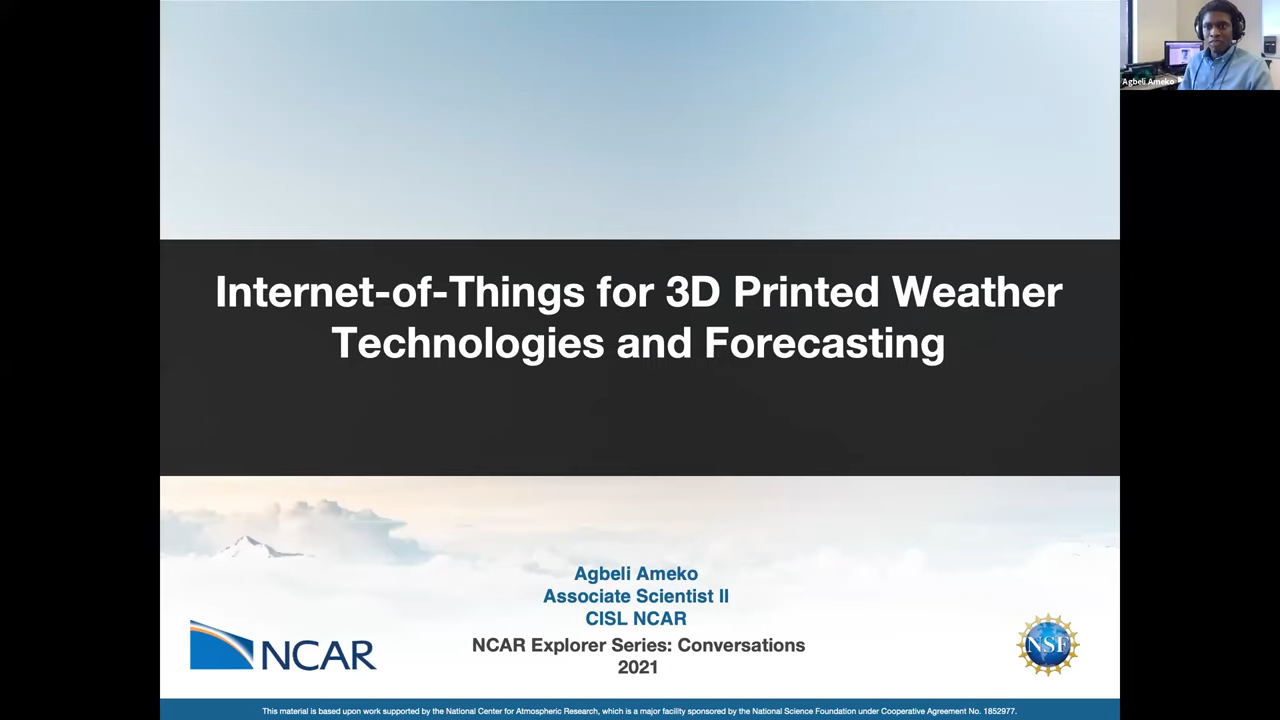 Agbeli Ameko
Internet-of-Things for 3D Printed Weather
Technologies and Forecasting
Agbeli Ameko
Associate Scientist II
CISL NCAR
NCAR Explorer Series: Conversations
2021
NCAR
NSF
This material is based upon work supported by the National Center for Atmospheric Research, which is a major facility sponsored by the National Science Foundation under Cooperative Agreement No. 1852977.